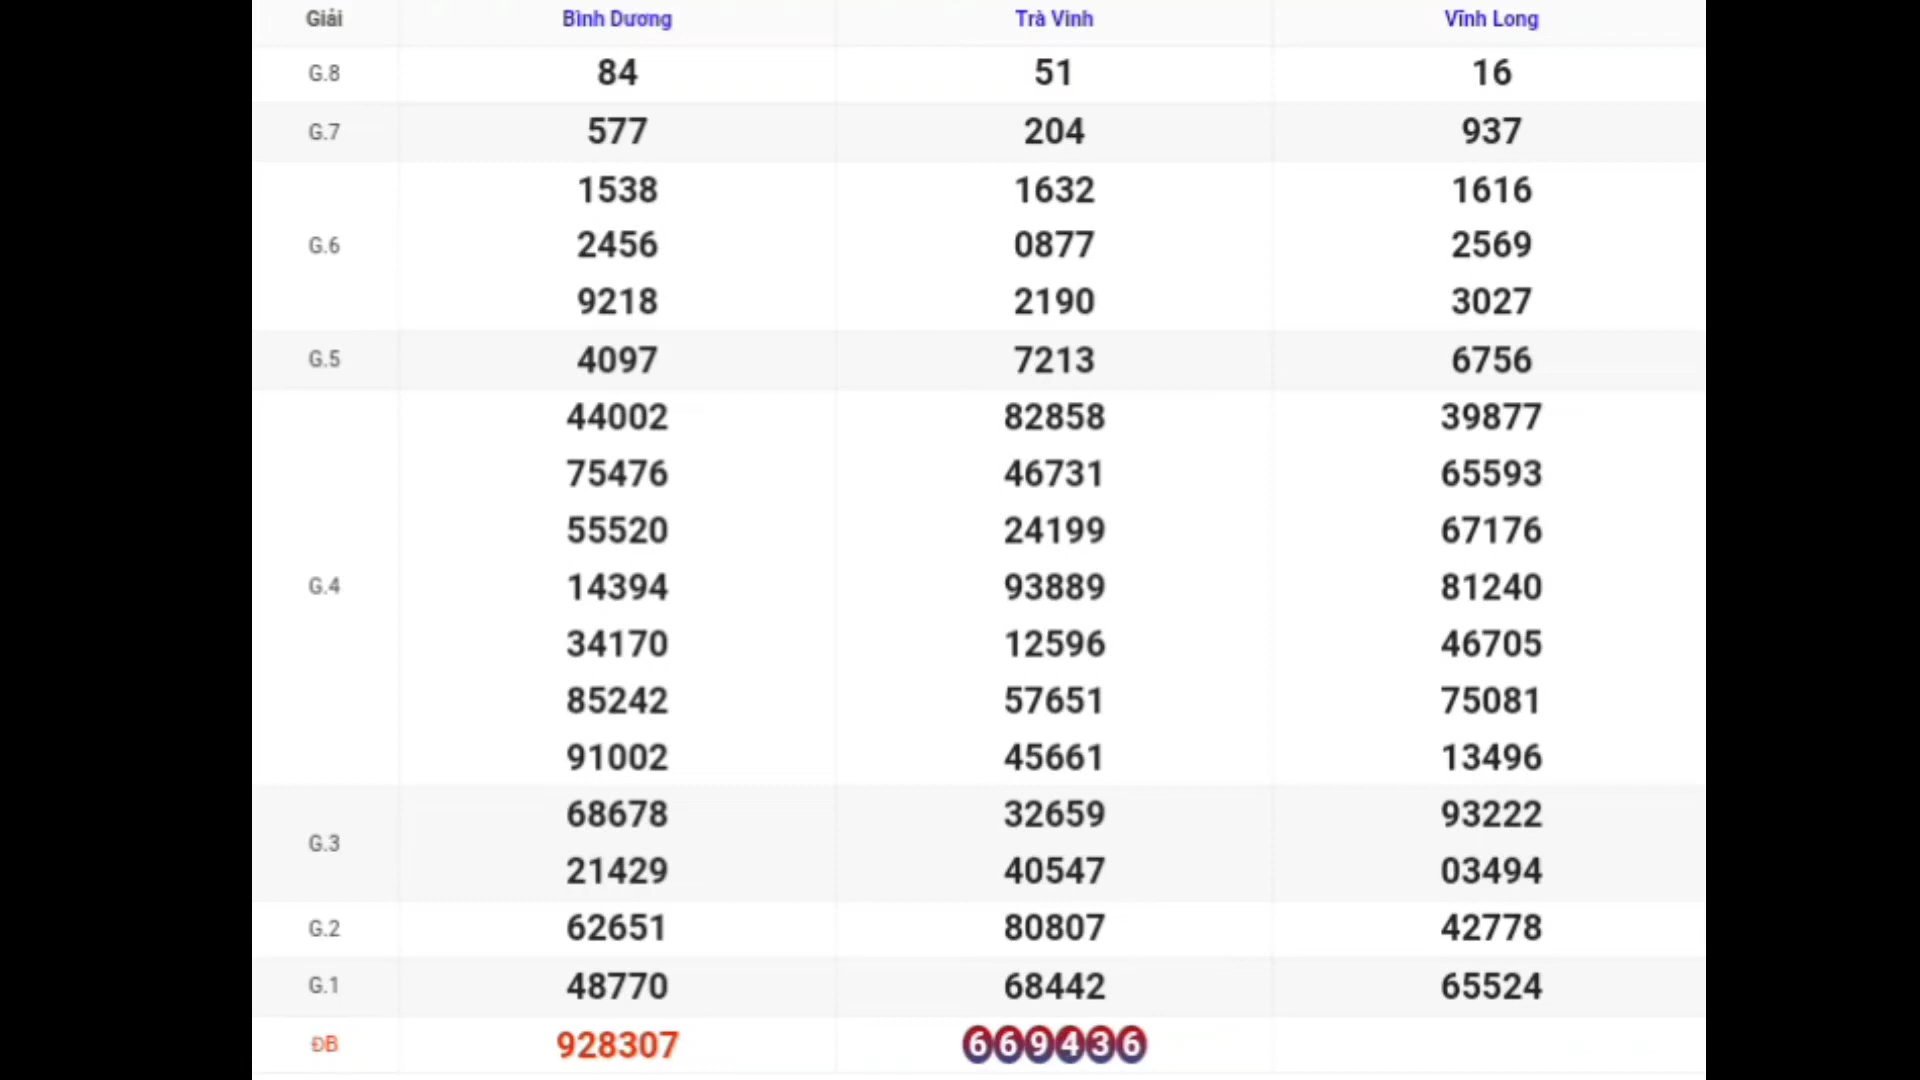 Giải Bình Dương Trà Vinh Vĩnh Long
G.8 84 51 16
G.7 577 204 937
1538 1632 1616
G.6 2456 0877 2569
9218 2190 3027
G.5 4097 7213 6756
44002 82858 39877
75476 46731 65593
55520 24199 67176
G.4 14394 93889 81240
34170 12596 46705
85242 57651 75081
91002 45661 13496
68678 32659 93222
G.3
21429 40547 03494
G.2 62651 80807 42778
G.1 48770 68442 65524
ĐB 928307 669436